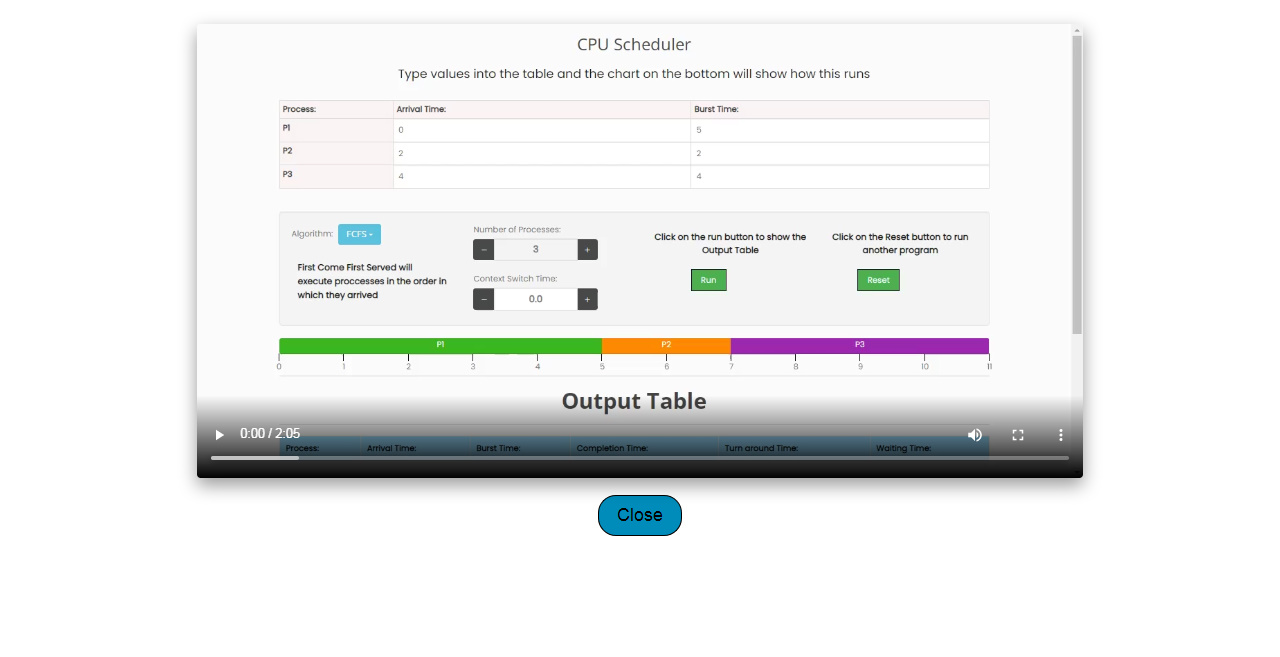 CPU Scheduler
Type values into the table and the chart on the bottom will show how this runs
Process: Arrival Time: Burst Time:
P1 0 5
P2 2 2
P3 4 4
Algorithm: FCFS
First Come First Served will
execute proccesses in the order in
which they arrived
Number of Processes:
− 3 +
Context Switch Time:
− 0.0 +
Click on the run button to show the
Output Table
Run
Click on the Reset button to run
another program
Reset
P1 P2 P3
0 1 2 3 4 5 6 7 8 9 10 11
Output Table
0:00 / 2:05
Process: Arrival Time: Burst Time: Completion Time: Turn around Time: Waiting Time:
Close